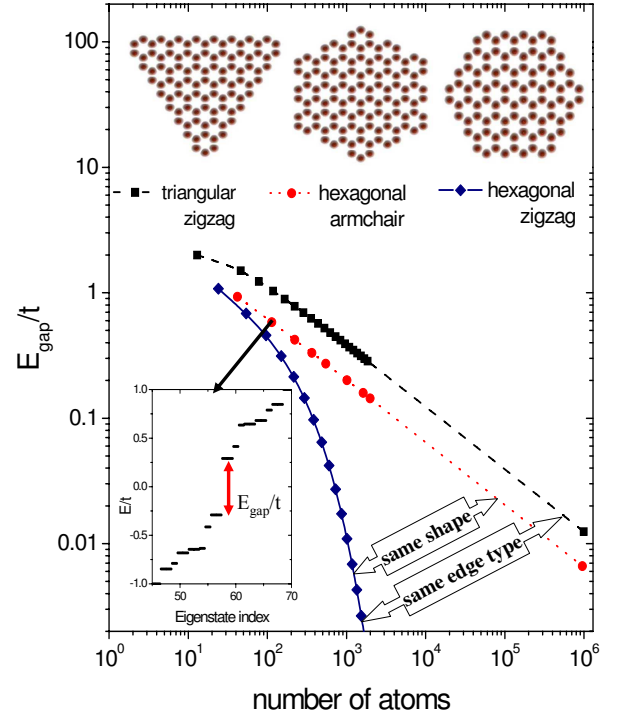 100
10
1
0.1
0.01
E_gap/t
triangular zigzag
hexagonal armchair
hexagonal zigzag
same shape
same edge type
1.0
0.5
0.0
-0.5
-1.0
E/t
E_gap/t
50 60 70
Eigenstate index
10^0 10^1 10^2 10^3 10^4 10^5 10^6
number of atoms